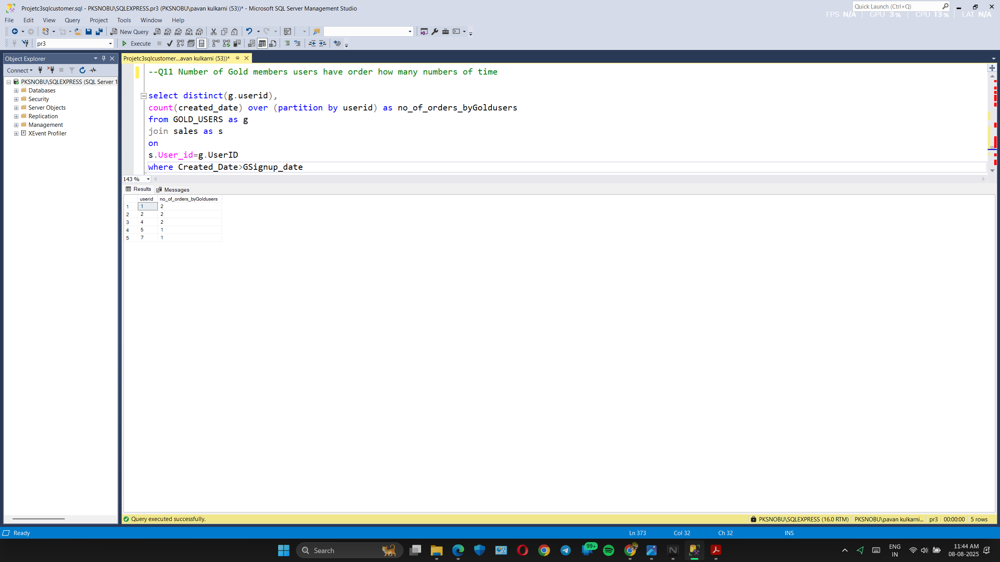 Projetc3sqlcustomer.sql - PKSNOBU\SQLEXPRESS.pr3 (PKSNOBU\pavan kulkarni (53))* - Microsoft SQL Server Management Studio
Quick Launch (Ctrl+Q)
FPS N/A GPU 3% CPU 13% LAT N/A
File Edit View Query Project Tools Window Help
New Query MDX DMX XMLA DAX
pr3 Execute
Object Explorer
Connect
PKSNOBU\SQLEXPRESS (SQL Server 1
Databases
Security
Server Objects
Replication
Management
XEvent Profiler
Projetc3sqlcustomer...avan kulkarni (53))*
--Q11 Number of Gold members users have order how many numbers of time
select distinct(g.userid),
count(created_date) over (partition by userid) as no_of_orders_byGoldusers
from GOLD_USERS as g
join sales as s
on
s.User_id=g.UserID
where Created_Date>GSignup_date
143 %
Results Messages
userid no_of_orders_byGoldusers
1 1 2
2 2 2
3 4 2
4 5 1
5 7 1
Query executed successfully.
PKSNOBU\SQLEXPRESS (16.0 RTM) PKSNOBU\pavan kulkarni... pr3 00:00:00 5 rows
Ready Ln 373 Col 32 Ch 32 INS
Search
99+
ENG
IN
11:44 AM
08-08-2025